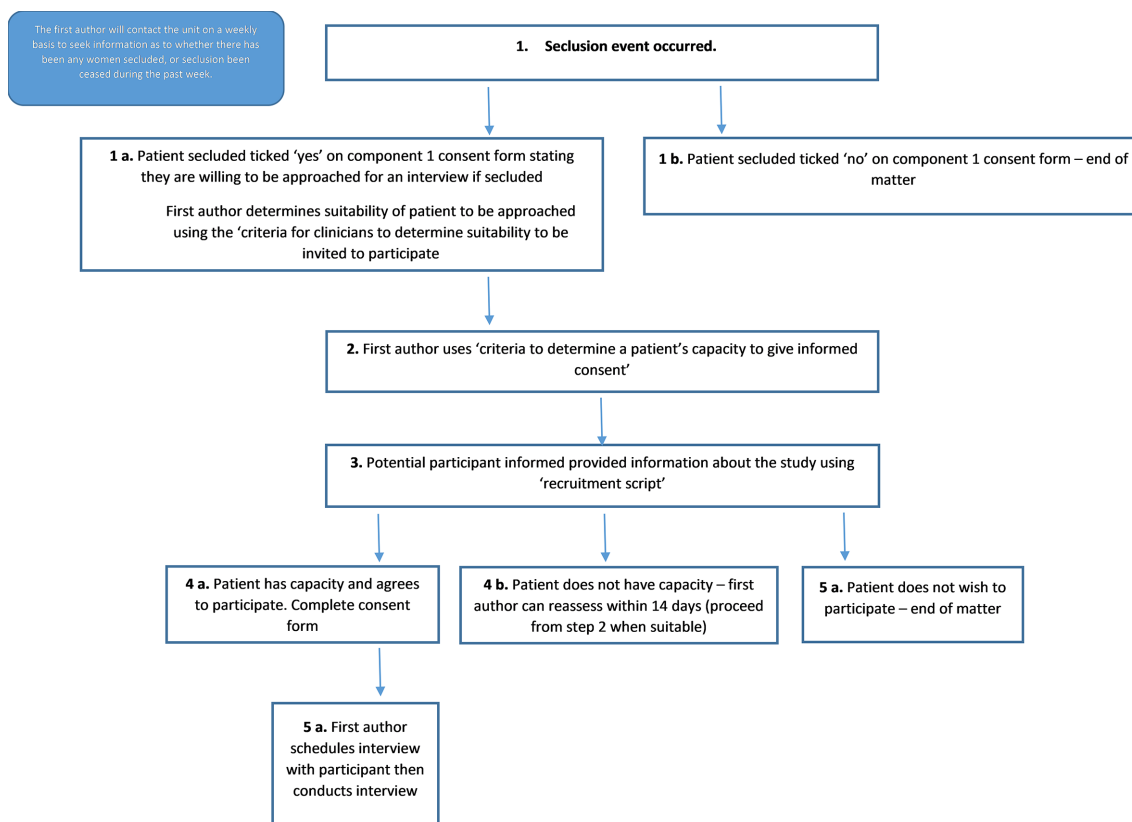 The first author will contact the unit on a weekly
basis to seek information as to whether there has
been any women secluded, or seclusion been
ceased during the past week.
1. Seclusion event occurred.
1 a. Patient secluded ticked ‘yes’ on component 1 consent form stating
they are willing to be approached for an interview if secluded
First author determines suitability of patient to be approached
using the ‘criteria for clinicians to determine suitability to be
invited to participate
1 b. Patient secluded ticked ‘no’ on component 1 consent form – end of
matter
2. First author uses ‘criteria to determine a patient’s capacity to give informed
consent’
3. Potential participant informed provided information about the study using
‘recruitment script’
4 a. Patient has capacity and agrees
to participate. Complete consent
form
4 b. Patient does not have capacity – first
author can reassess within 14 days (proceed
from step 2 when suitable)
5 a. Patient does not wish to
participate – end of matter
5 a. First author
schedules interview
with participant then
conducts interview